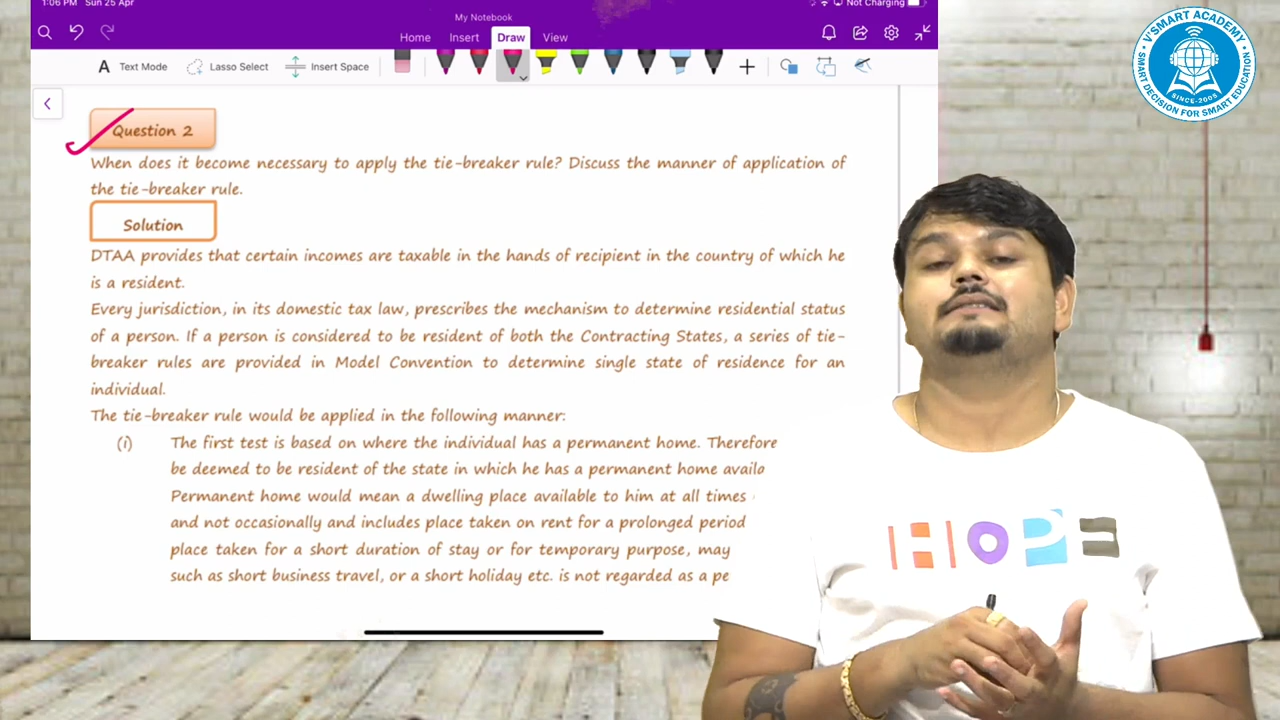 1:06 PM Sun 25 Apr
Not Charging
My Notebook
Home Insert Draw View
Text Mode Lasso Select Insert Space
Question 2
When does it become necessary to apply the tie-breaker rule? Discuss the manner of application of
the tie-breaker rule.
Solution
DTAA provides that certain incomes are taxable in the hands of recipient in the country of which he
is a resident.
Every jurisdiction, in its domestic tax law, prescribes the mechanism to determine residential status
of a person. If a person is considered to be resident of both the Contracting States, a series of tie-
breaker rules are provided in Model Convention to determine single state of residence for an
individual.
The tie-breaker rule would be applied in the following manner:
(i) The first test is based on where the individual has a permanent home. Therefore
be deemed to be resident of the state in which he has a permanent home
Permanent home would mean a dwelling place available to him at all times
and not occasionally and includes place taken on rent for a prolonged period
place taken for a short duration of stay or for temporary purpose, may
such as short business travel, or a short holiday etc. is not regarded as a
V'SMART ACADEMY
SINCE-2005
• SMART DECISION FOR SMART EDUCATION •
HOPE